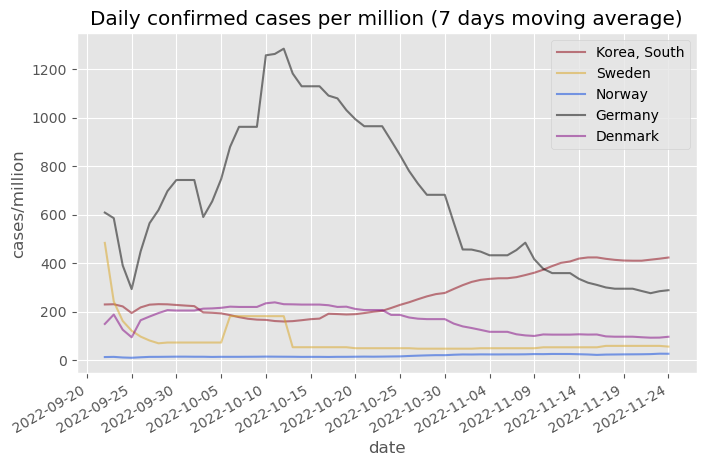 Daily confirmed cases per million (7 days moving average)
Korea, South
Sweden
Norway
Germany
Denmark
cases/million
1200
1000
800
600
400
200
0
2022-09-20
2022-09-25
2022-09-30
2022-10-05
2022-10-10
2022-10-15
2022-10-20
2022-10-25
2022-10-30
2022-11-04
2022-11-09
2022-11-14
2022-11-19
2022-11-24
date